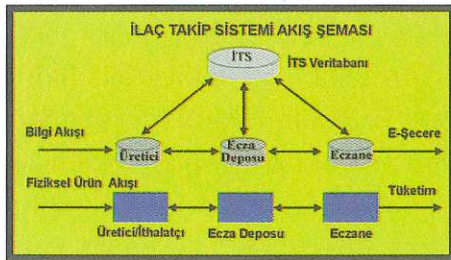 İLAÇ TAKİP SİSTEMİ AKIŞ ŞEMASI
İTS
İTS Veritabanı
Bilgi Akışı
Üretici
Ecza
Deposu
Eczane
E-Şecere
Fiziksel Ürün Akışı
Tüketim
Üretici/İthalatçı
Ecza Deposu
Eczane